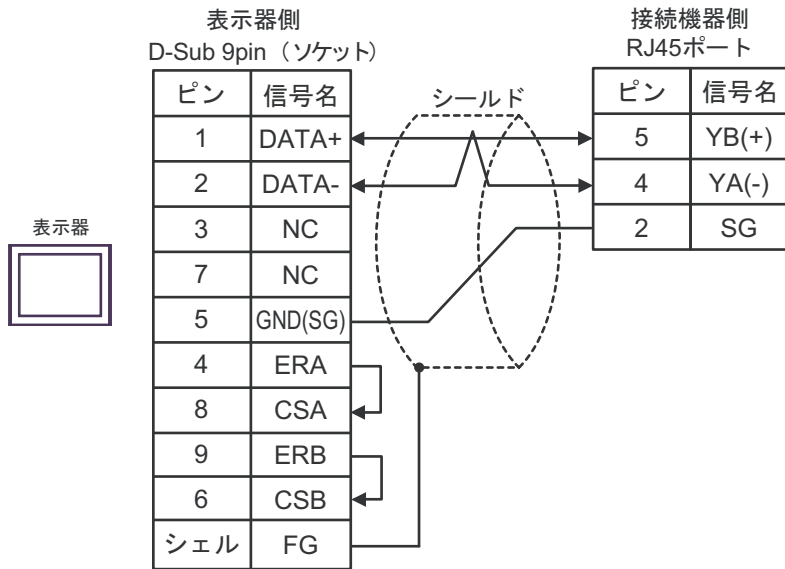 表示器側
D-Sub 9pin（ソケット）
接続機器側
RJ45ポート
シールド
表示器
ピン 信号名
1 DATA+
2 DATA-
3 NC
7 NC
5 GND(SG)
4 ERA
8 CSA
9 ERB
6 CSB
シェル FG
ピン 信号名
5 YB(+)
4 YA(-)
2 SG